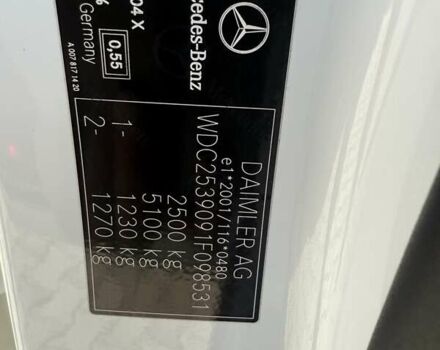 DAIMLER AG
e1*2001/116*0480
WDC2539091F098531
2500 kg
5100 kg
1- 1230 kg
2- 1270 kg
Mercedes-Benz
04 X
0,55
6
Germany
A 007 817 14 20